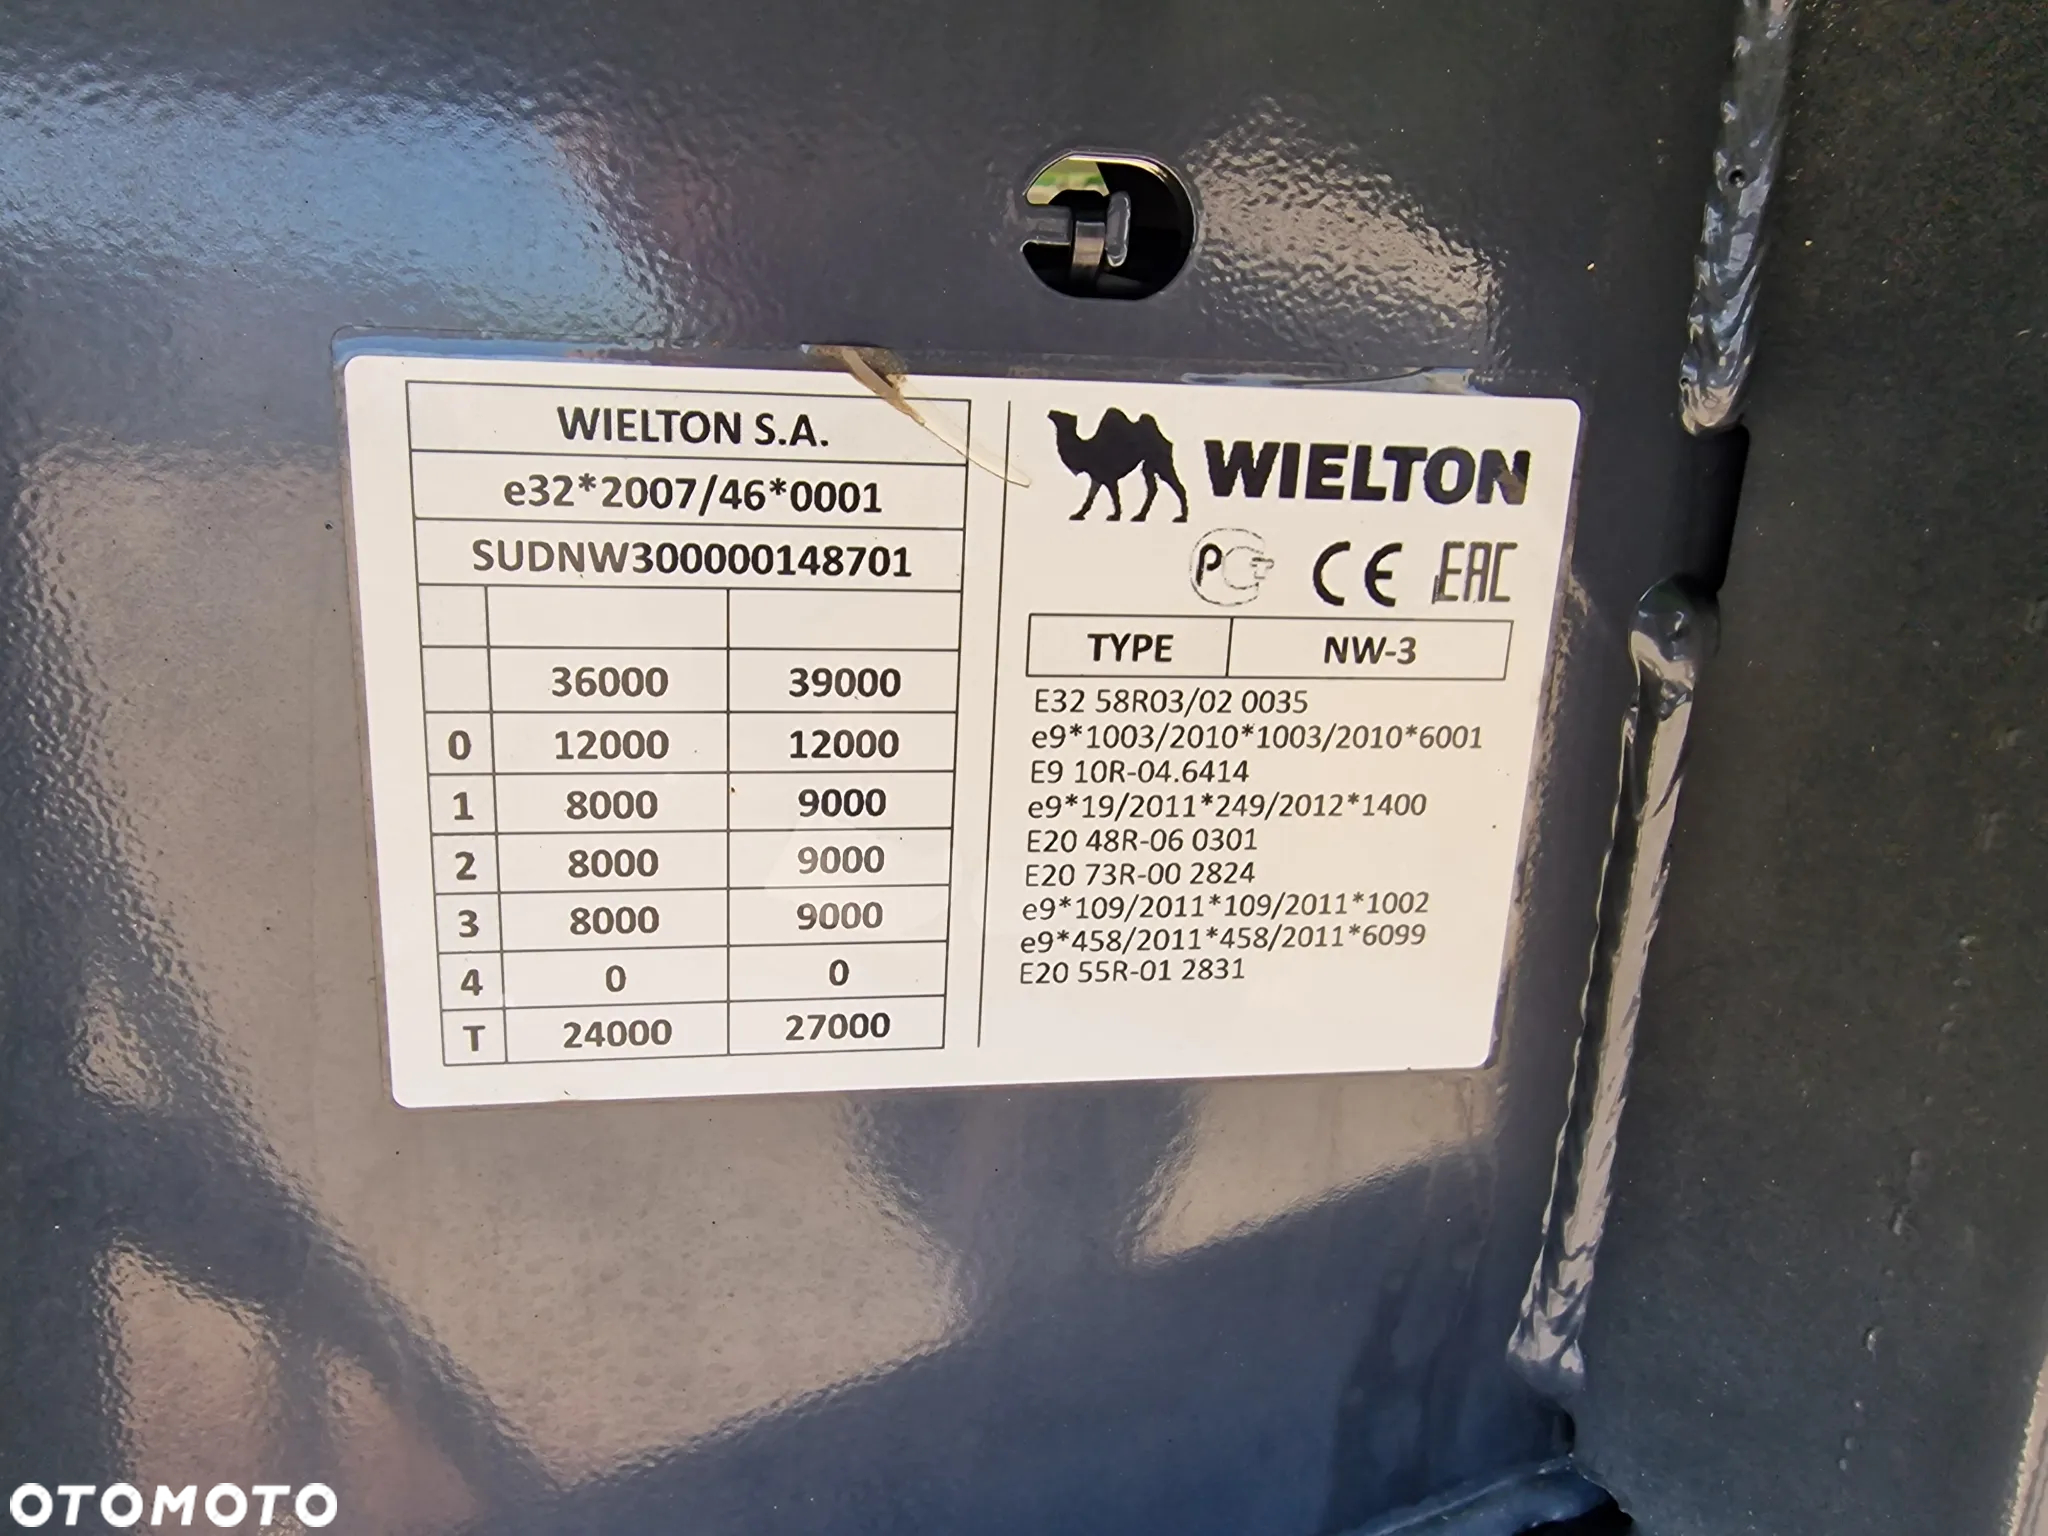 WIELTON S.A.
e32*2007/46*0001
SUDNW300000148701
36000 39000
0 12000 12000
1 8000 9000
2 8000 9000
3 8000 9000
4 0 0
T 24000 27000
WIELTON
PCT CE EAC
TYPE NW-3
E32 58R03/02 0035
e9*1003/2010*1003/2010*6001
E9 10R-04.6414
e9*19/2011*249/2012*1400
E20 48R-06 0301
E20 73R-00 2824
e9*109/2011*109/2011*1002
e9*458/2011*458/2011*6099
E20 55R-01 2831
OTOMOTO